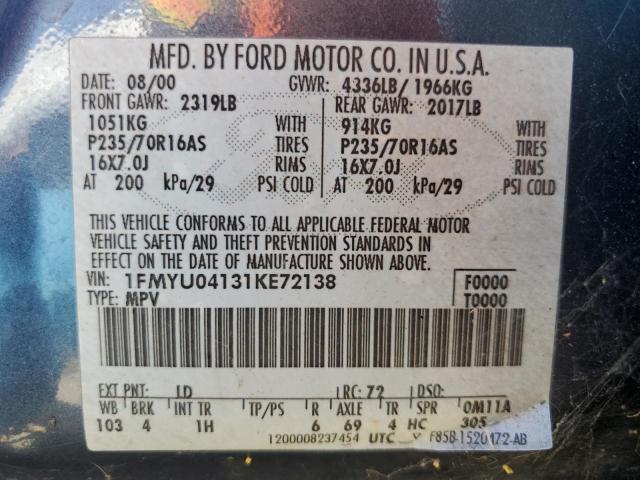 MFD. BY FORD MOTOR CO. IN U.S.A.
DATE: 08/00 GVWR: 4336LB/ 1966KG
FRONT GAWR: 2319LB REAR GAWR: 2017LB
1051KG WITH 914KG WITH
P235/70R16AS TIRES P235/70R16AS TIRES
16X7.0J RIMS 16X7.0J RIMS
AT 200 kPa/29 PSI COLD AT 200 kPa/29 PSI COLD
THIS VEHICLE CONFORMS TO ALL APPLICABLE FEDERAL MOTOR
VEHICLE SAFETY AND THEFT PREVENTION STANDARDS IN
EFFECT ON THE DATE OF MANUFACTURE SHOWN ABOVE.
VIN: 1FMYU04131KE72138 F0000
TYPE: MPV T0000
EXT PNT: LD RC: 72 DSO:
WB BRK INT TR TP/PS R AXLE TR SPR 0M11A
103 4 1H 6 69 4 HC 305
1200008237454 UTC F85B-1520472-AB